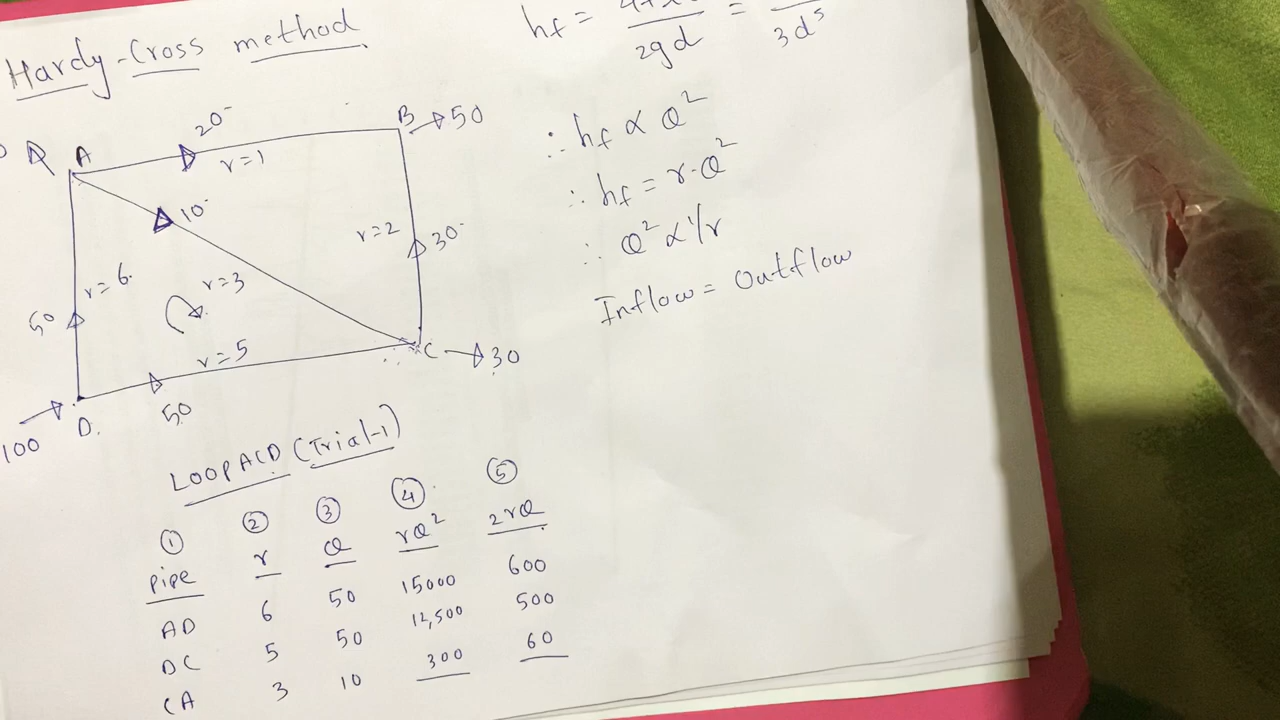 Hardy-Cross method
hf = / 2gd = / 3d⁵
∴ hf ∝ Q²
∴ hf = r·Q²
∴ Q² ∝ 1/r
Inflow = Outflow
A
20
r=1
B
50
10
r=2
30
r=6
r=3
50
r=5
C
30
100
D
50
LOOP ACD (Trial-1)
① ② ③ ④ ⑤
pipe r Q rQ² 2rQ
AD 6 50 15000 600
DC 5 50 12,500 500
CA 3 10 300 60